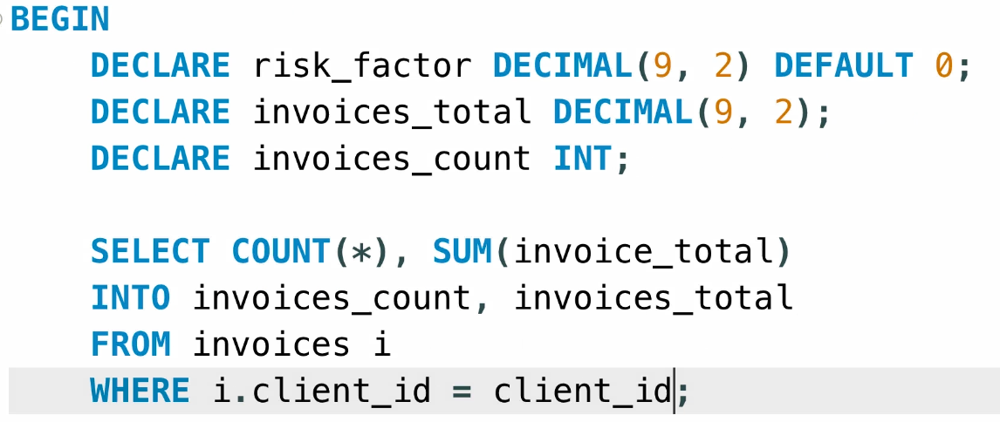 BEGIN
DECLARE risk_factor DECIMAL(9, 2) DEFAULT 0;
DECLARE invoices_total DECIMAL(9, 2);
DECLARE invoices_count INT;
SELECT COUNT(*), SUM(invoice_total)
INTO invoices_count, invoices_total
FROM invoices i
WHERE i.client_id = client_id;